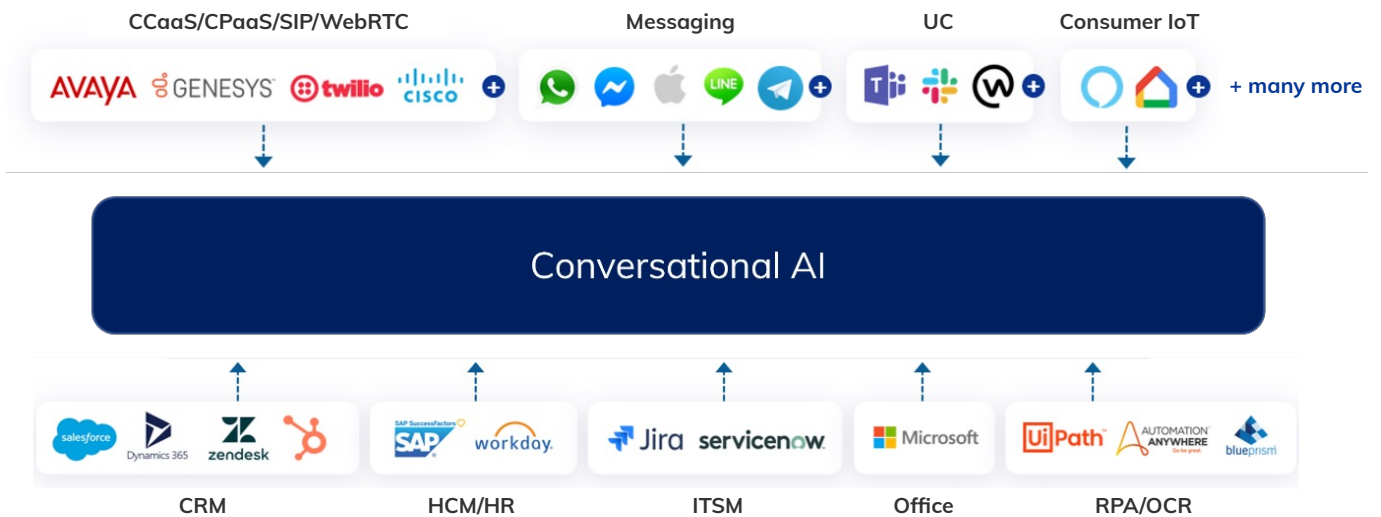 CCaaS/CPaaS/SIP/WebRTC
Messaging
UC
Consumer IoT
AVAYA
GENESYS
twilio
CISCO
LINE
T
+ many more
Conversational AI
salesforce
Dynamics 365
zendesk
SAP SuccessFactors
SAP
workday.
Jira
servicenow
Microsoft
UiPath
AUTOMATION
ANYWHERE
Go be great.
blueprism
CRM
HCM/HR
ITSM
Office
RPA/OCR